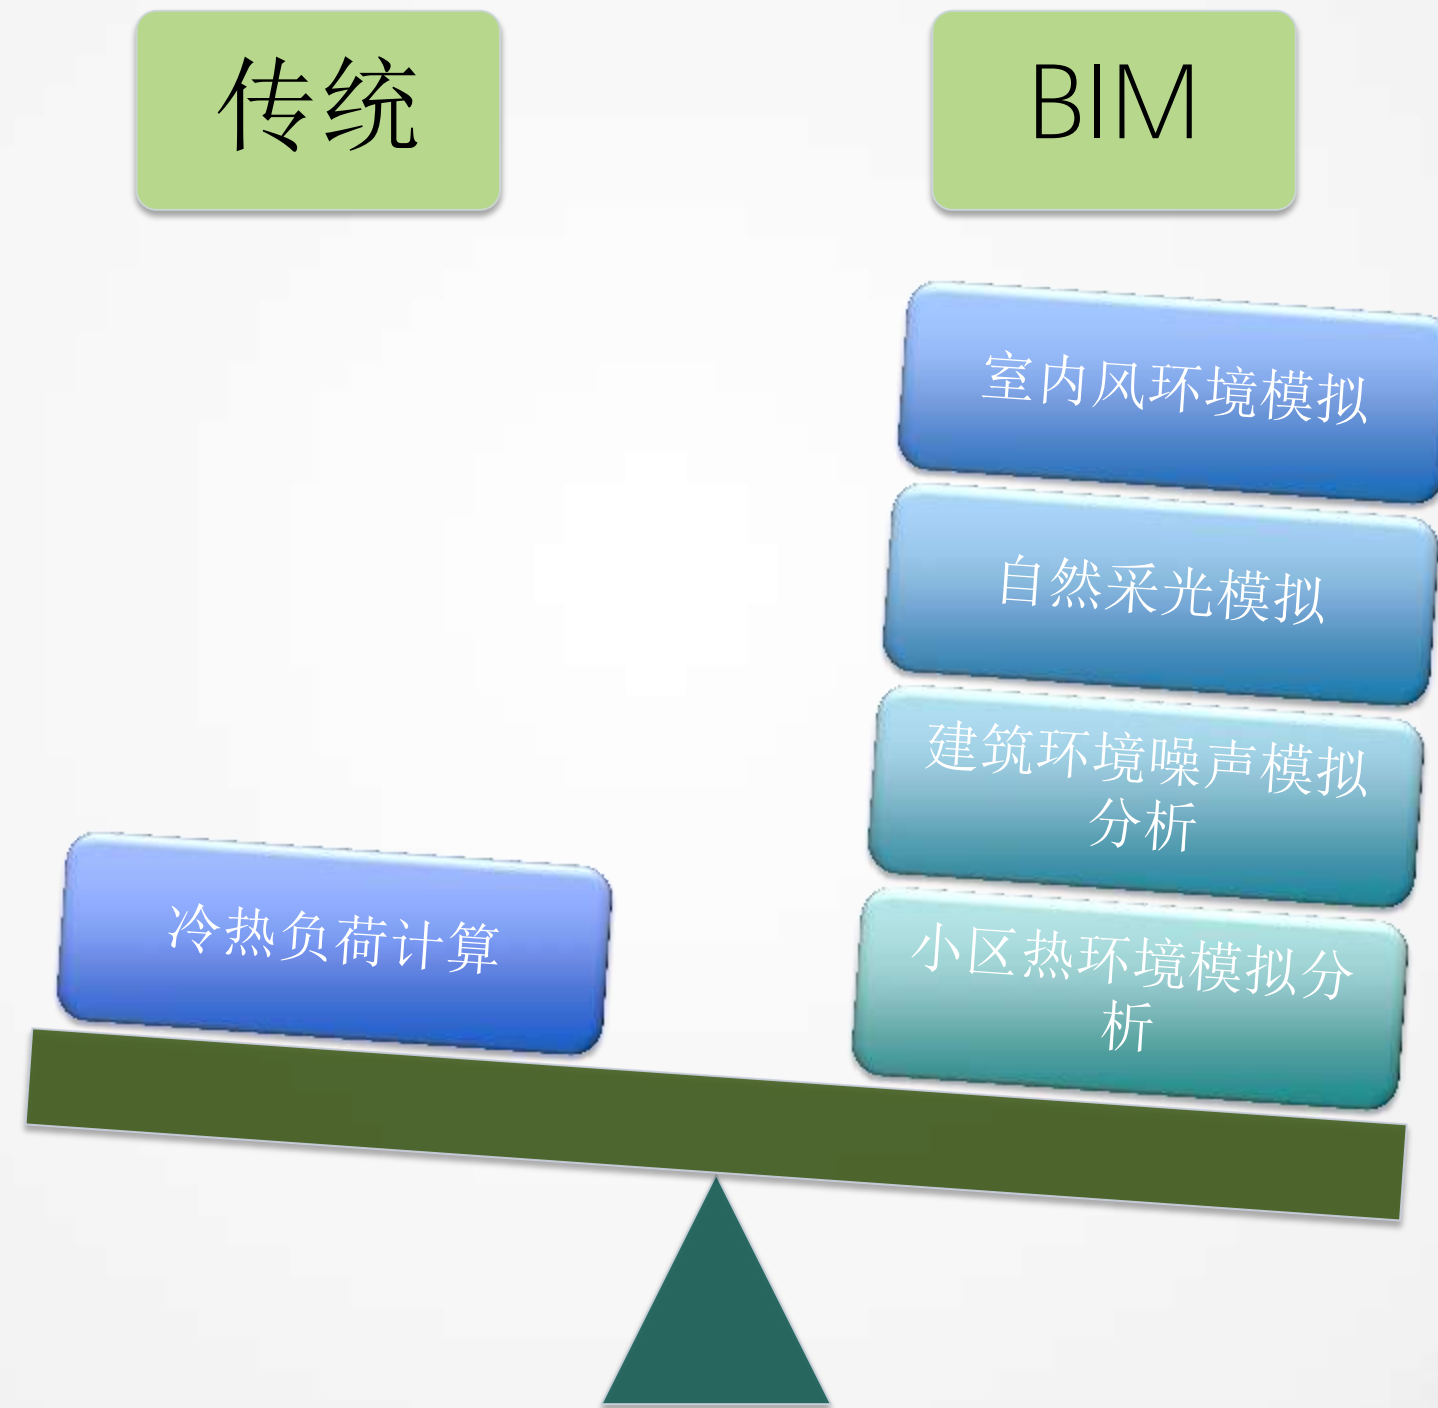 传统
BIM
室内风环境模拟
自然采光模拟
建筑环境噪声模拟
分析
冷热负荷计算
小区热环境模拟分
析